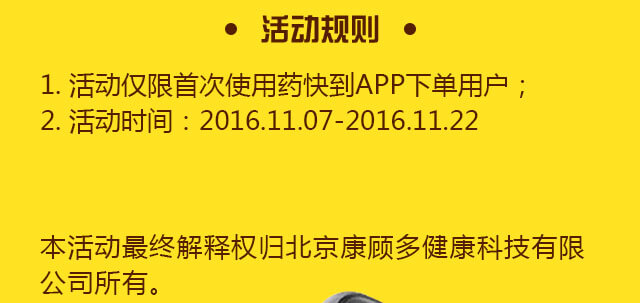 • 活动规则 •
1. 活动仅限首次使用药快到APP下单用户；
2. 活动时间：2016.11.07-2016.11.22
本活动最终解释权归北京康顾多健康科技有限
公司所有。